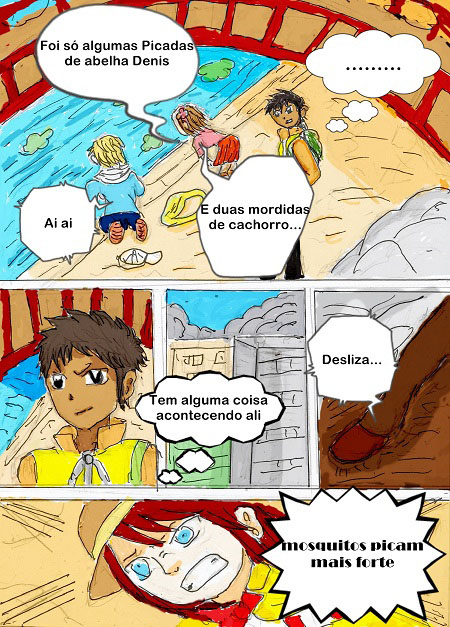 Foi só algumas Picadas
de abelha Denis
.........
E duas mordidas
de cachorro...
Ai ai
Tem alguma coisa
acontecendo ali
Desliza...
mosquitos picam
mais forte